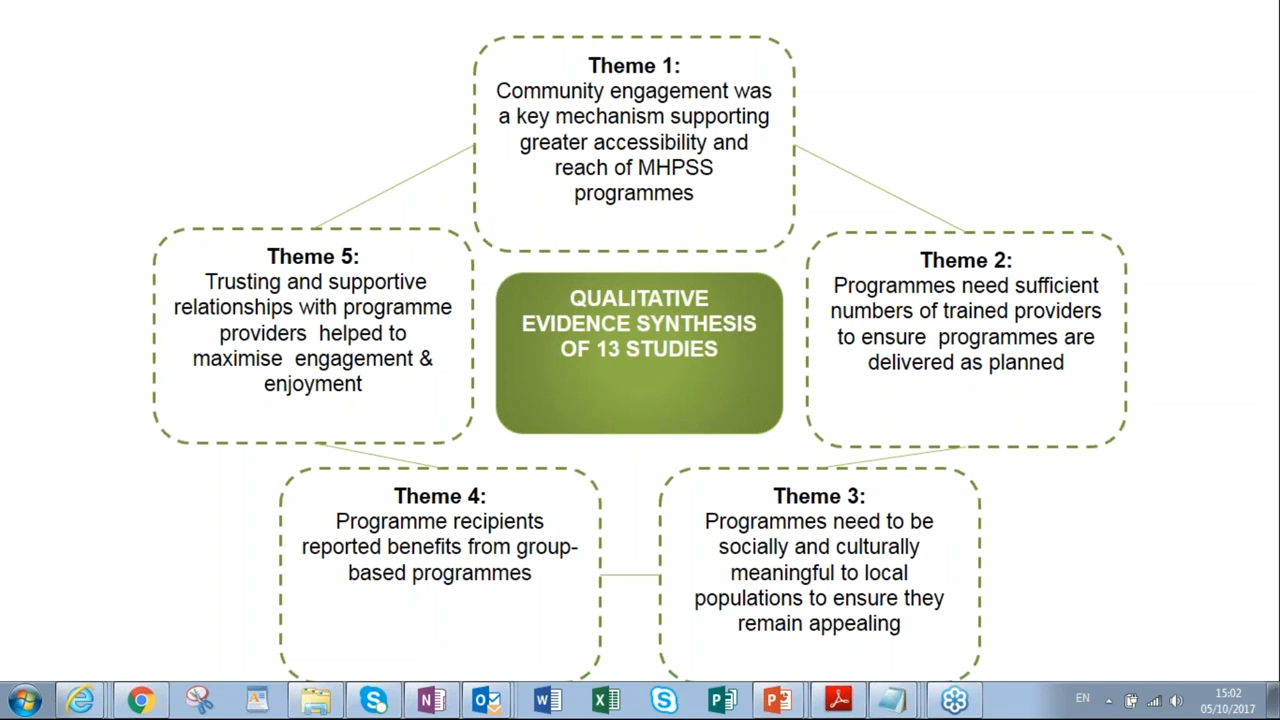 Theme 1:
Community engagement was
a key mechanism supporting
greater accessibility and
reach of MHPSS
programmes
Theme 5:
Trusting and supportive
relationships with programme
providers helped to
maximise engagement &
enjoyment
QUALITATIVE
EVIDENCE SYNTHESIS
OF 13 STUDIES
Theme 2:
Programmes need sufficient
numbers of trained providers
to ensure programmes are
delivered as planned
Theme 4:
Programme recipients
reported benefits from group-
based programmes
Theme 3:
Programmes need to be
socially and culturally
meaningful to local
populations to ensure they
remain appealing
EN
15:02
05/10/2017